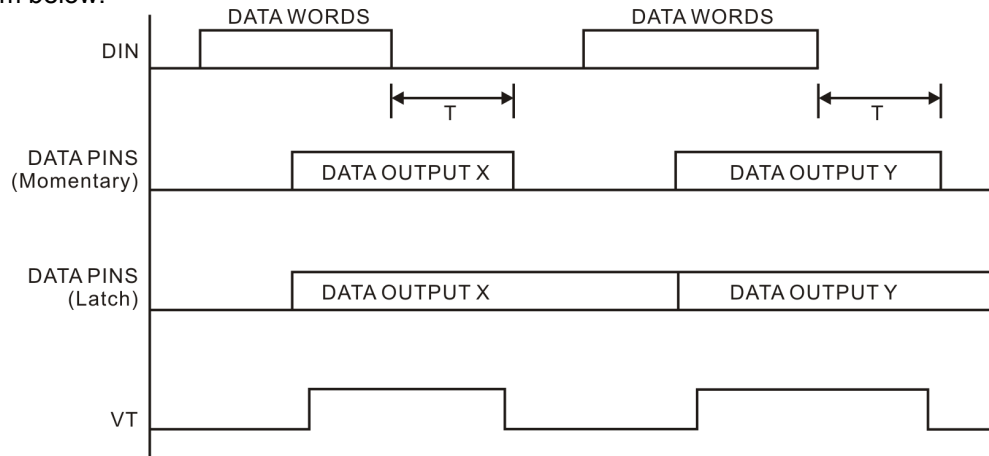 m below:
DATA WORDS DATA WORDS
DIN
T T
DATA PINS
(Momentary)
DATA OUTPUT X DATA OUTPUT Y
DATA PINS
(Latch)
DATA OUTPUT X DATA OUTPUT Y
VT